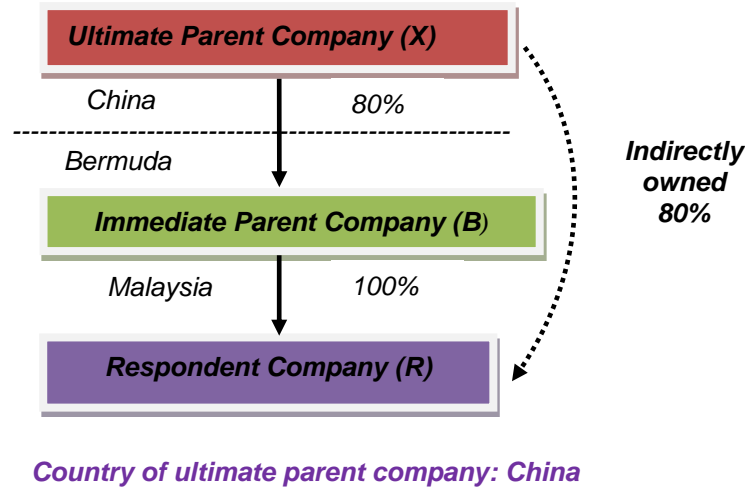 Ultimate Parent Company (X)
China 80%
Bermuda
Indirectly
owned
80%
Immediate Parent Company (B)
Malaysia 100%
Respondent Company (R)
Country of ultimate parent company: China